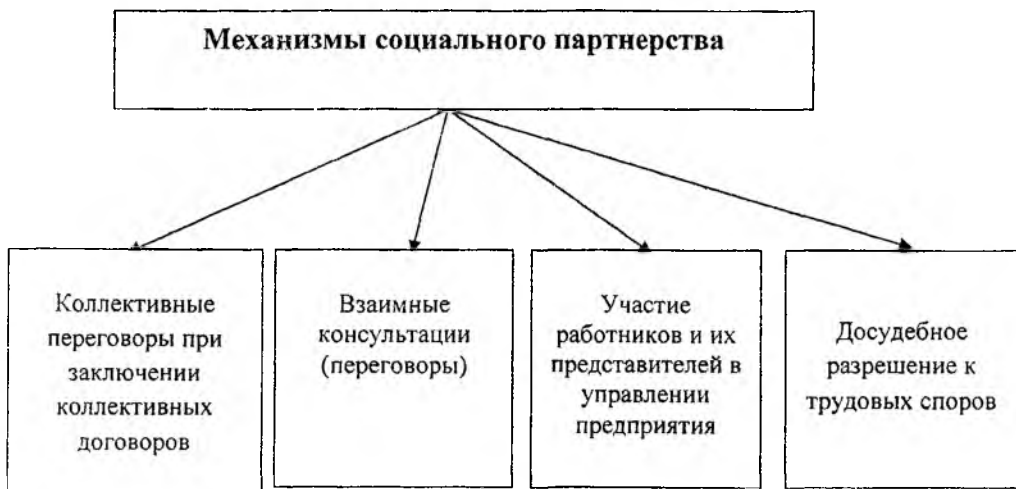 Механизмы социального партнерства
Коллективные
переговоры при
заключении
коллективных
договоров
Взаимные
консультации
(переговоры)
Участие
работников и их
представителей в
управлении
предприятия
Досудебное
разрешение к
трудовых споров